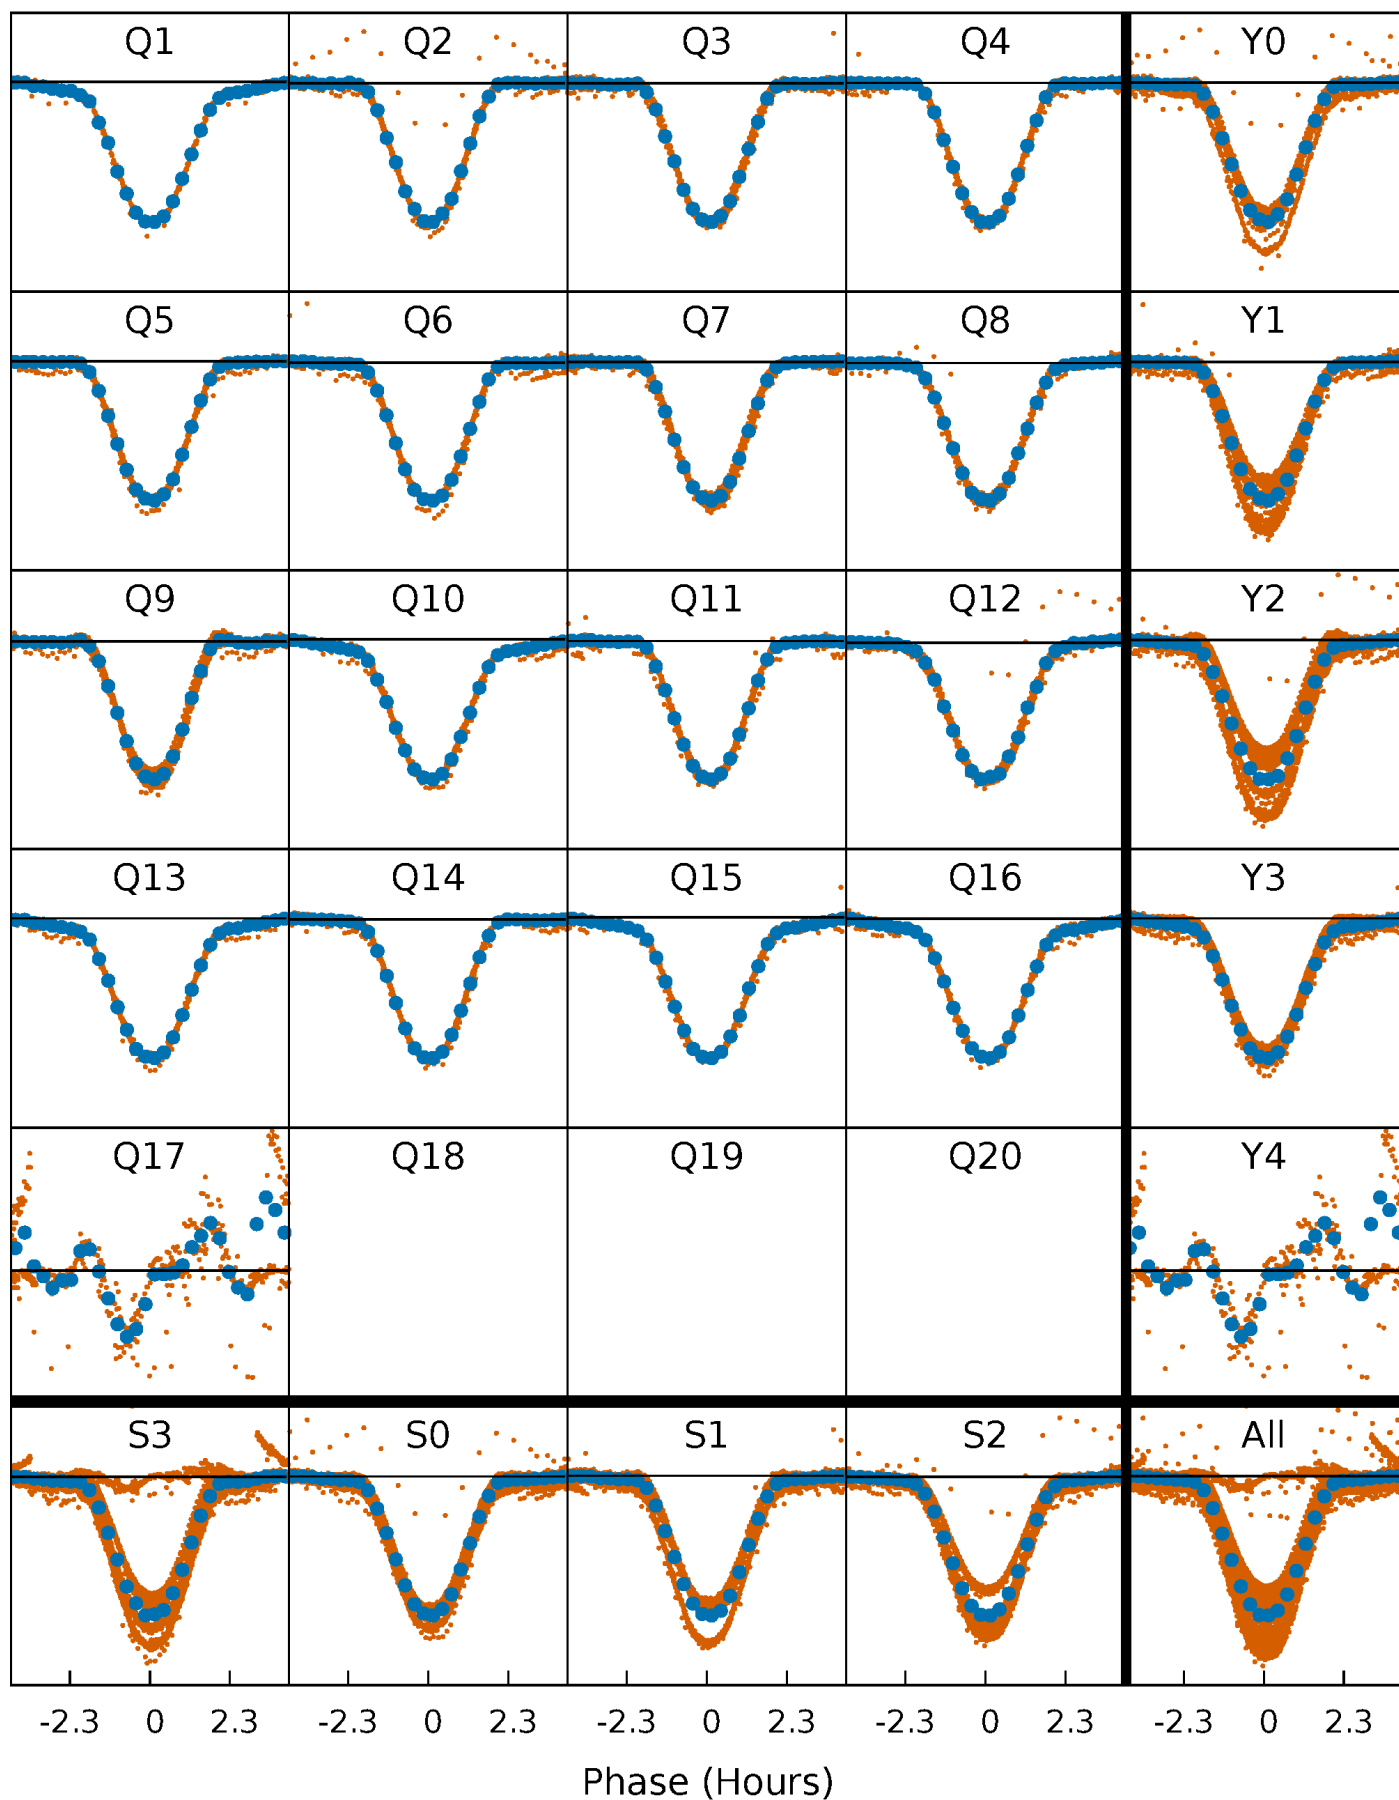 Q1 Q2 Q3 Q4 Y0
Q5 Q6 Q7 Q8 Y1
Q9 Q10 Q11 Q12 Y2
Q13 Q14 Q15 Q16 Y3
Q17 Q18 Q19 Q20 Y4
S3 S0 S1 S2 All
-2.3 0 2.3 -2.3 0 2.3 -2.3 0 2.3 -2.3 0 2.3 -2.3 0 2.3
Phase (Hours)